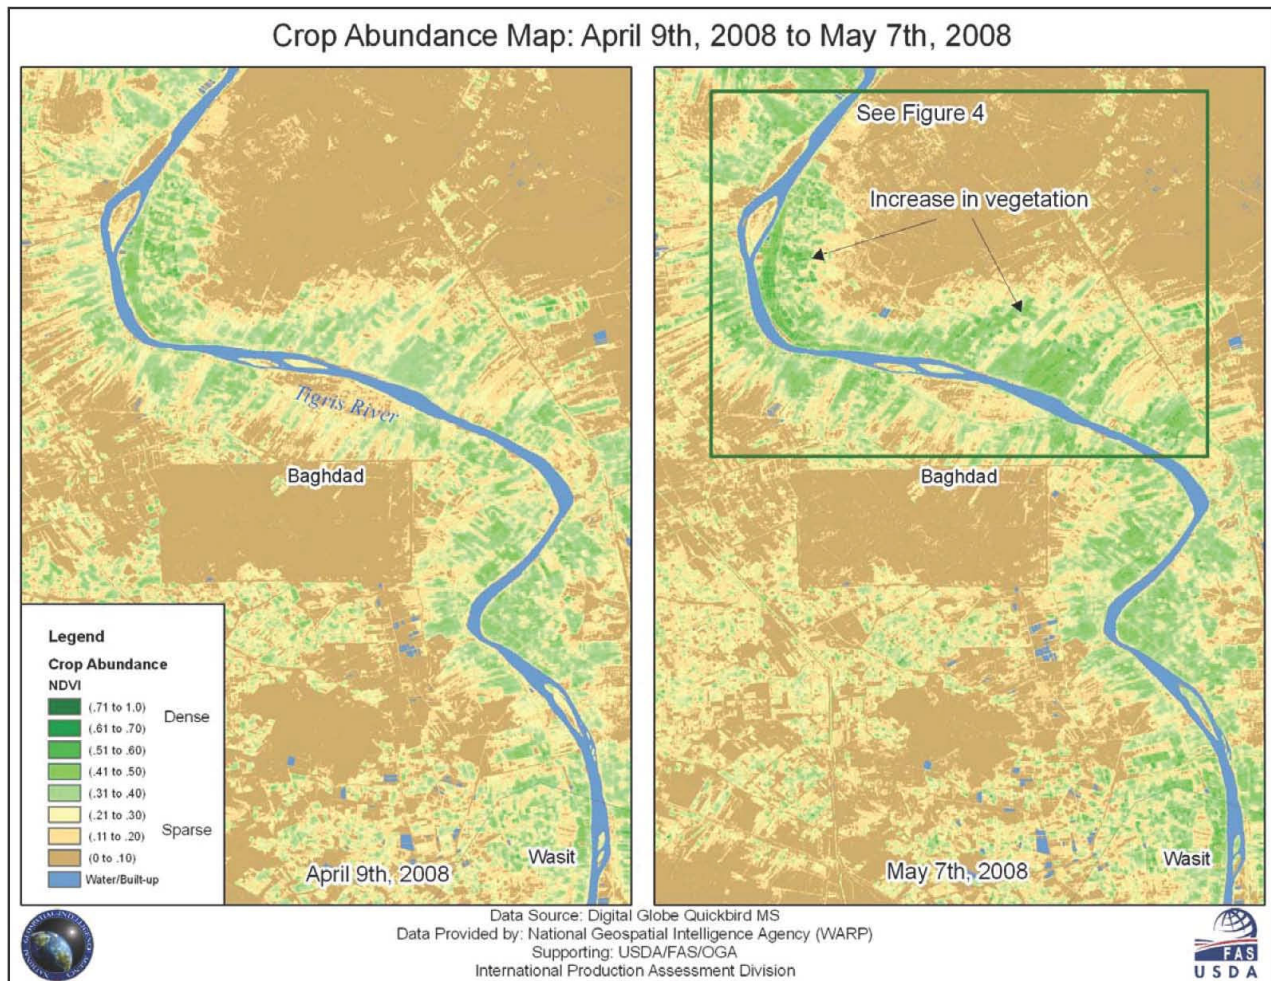 Crop Abundance Map: April 9th, 2008 to May 7th, 2008
Tigris River
Baghdad
Wasit
April 9th, 2008
Legend
Crop Abundance
NDVI
(.71 to 1.0)
Dense
(.61 to .70)
(.51 to .60)
(.41 to .50)
(.31 to .40)
(.21 to .30)
Sparse
(.11 to .20)
(0 to .10)
Water/Built-up
See Figure 4
Increase in vegetation
Baghdad
Wasit
May 7th, 2008
Data Source: Digital Globe Quickbird MS
Data Provided by: National Geospatial Intelligence Agency (WARP)
Supporting: USDA/FAS/OGA
International Production Assessment Division
FAS
USDA